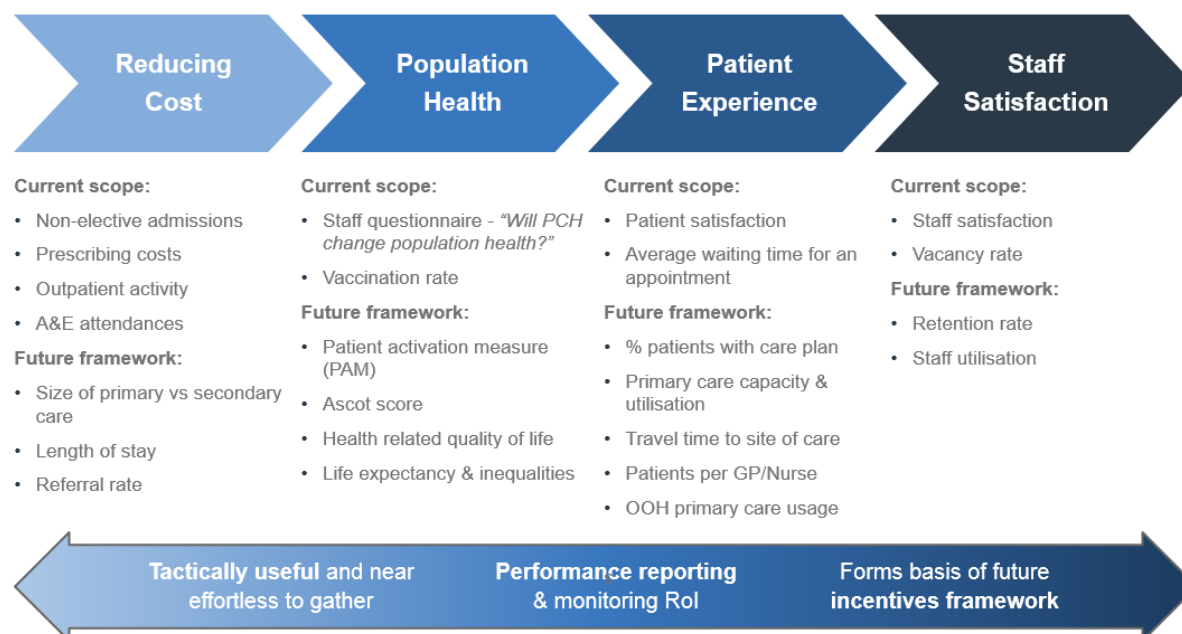 Reducing
Cost
Population
Health
Patient
Experience
Staff
Satisfaction
Current scope:
• Non-elective admissions
• Prescribing costs
• Outpatient activity
• A&E attendances
Future framework:
• Size of primary vs secondary
care
• Length of stay
• Referral rate
Current scope:
• Staff questionnaire - “Will PCH
change population health?”
• Vaccination rate
Future framework:
• Patient activation measure
(PAM)
• Ascot score
• Health related quality of life
• Life expectancy & inequalities
Current scope:
• Patient satisfaction
• Average waiting time for an
appointment
Future framework:
• % patients with care plan
• Primary care capacity &
utilisation
• Travel time to site of care
• Patients per GP/Nurse
• OOH primary care usage
Current scope:
• Staff satisfaction
• Vacancy rate
Future framework:
• Retention rate
• Staff utilisation
Tactically useful and near
effortless to gather
Performance reporting
& monitoring RoI
Forms basis of future
incentives framework